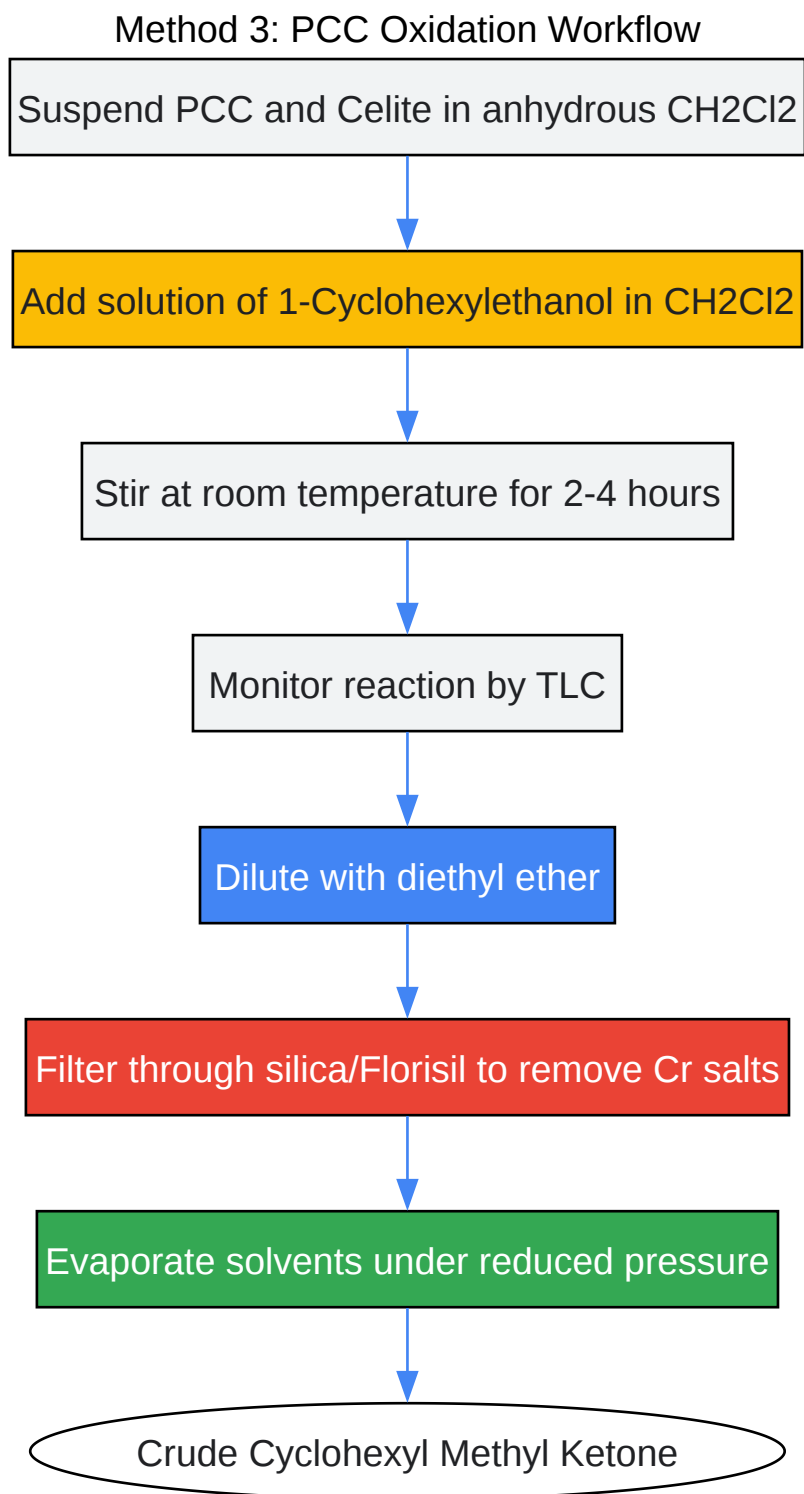 Method 3: PCC Oxidation Workflow
Suspend PCC and Celite in anhydrous CH2Cl2
Add solution of 1-Cyclohexylethanol in CH2Cl2
Stir at room temperature for 2-4 hours
Monitor reaction by TLC
Dilute with diethyl ether
Filter through silica/Florisil to remove Cr salts
Evaporate solvents under reduced pressure
Crude Cyclohexyl Methyl Ketone